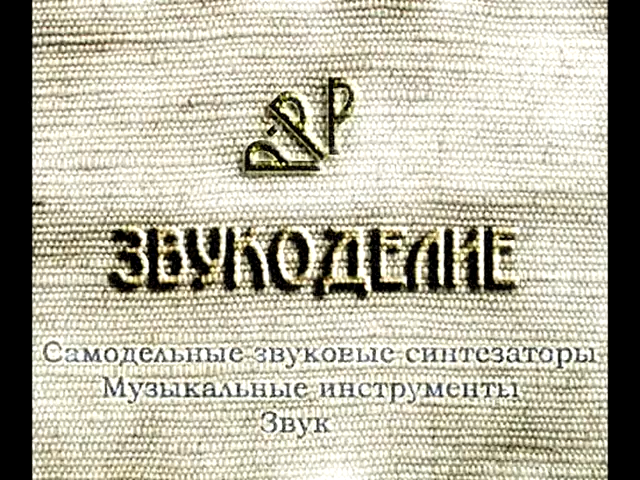 ЗВУКОДЕЛИЕ
Самодельные звуковые синтезаторы
Музыкальные инструменты
Звук